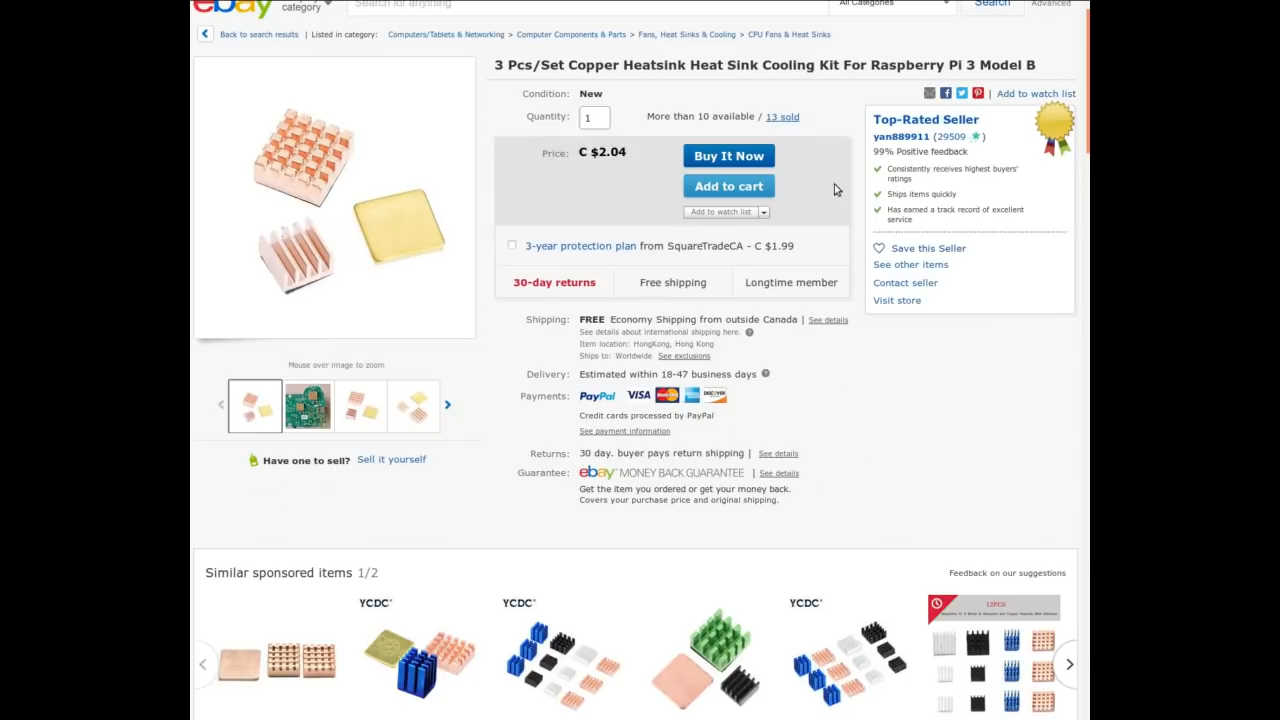 ebay
category
Search for anything
All Categories
Search
Advanced
Back to search results | Listed in category: Computers/Tablets & Networking > Computer Components & Parts > Fans, Heat Sinks & Cooling > CPU Fans & Heat Sinks
3 Pcs/Set Copper Heatsink Heat Sink Cooling Kit For Raspberry Pi 3 Model B
Condition: New
| Add to watch list
Quantity: 1 More than 10 available / 13 sold
Price: C $2.04
Buy It Now
Add to cart
Add to watch list
3-year protection plan from SquareTradeCA - C $1.99
30-day returns Free shipping Longtime member
Top-Rated Seller
yan889911 (29509 )
99% Positive feedback
Consistently receives highest buyers'
ratings
Ships items quickly
Has earned a track record of excellent
service
Save this Seller
See other items
Contact seller
Visit store
Shipping: FREE Economy Shipping from outside Canada | See details
See details about international shipping here.
Item location: HongKong, Hong Kong
Ships to: Worldwide See exclusions
Delivery: Estimated within 18-47 business days
Payments: PayPal VISA MasterCard AMEX DISCOVER
Credit cards processed by PayPal
See payment information
Returns: 30 day. buyer pays return shipping | See details
Guarantee: ebay MONEY BACK GUARANTEE | See details
Get the item you ordered or get your money back.
Covers your purchase price and original shipping.
Mouse over image to zoom
Have one to sell? Sell it yourself
Similar sponsored items 1/2
Feedback on our suggestions
YCDC
YCDC
YCDC
12PCS